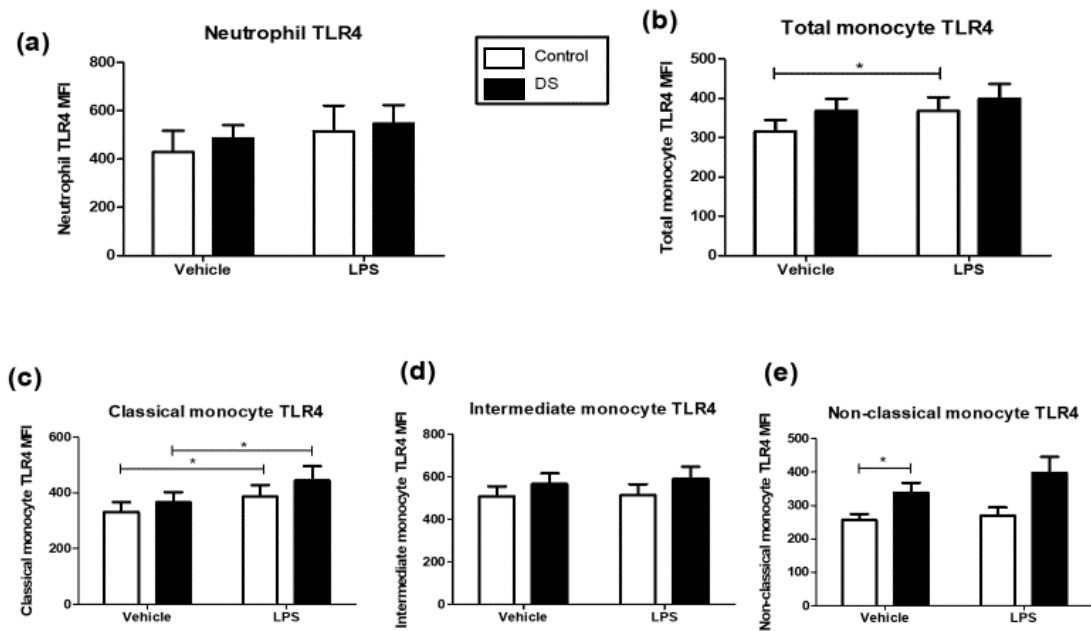 (a)
Neutrophil TLR4
Neutrophil TLR4 MFI
800
600
400
200
0
Vehicle
LPS
Control
DS
(b)
Total monocyte TLR4
Total monocyte TLR4 MFI
500
400
300
200
100
0
*
Vehicle
LPS
(c)
Classical monocyte TLR4
Classical monocyte TLR4 MFI
600
400
200
0
*
*
Vehicle
LPS
(d)
Intermediate monocyte TLR4
Intermediate monocyte TLR4 MFI
800
600
400
200
0
Vehicle
LPS
(e)
Non-classical monocyte TLR4
Non-classical monocyte TLR4 MFI
500
400
300
200
100
0
*
Vehicle
LPS